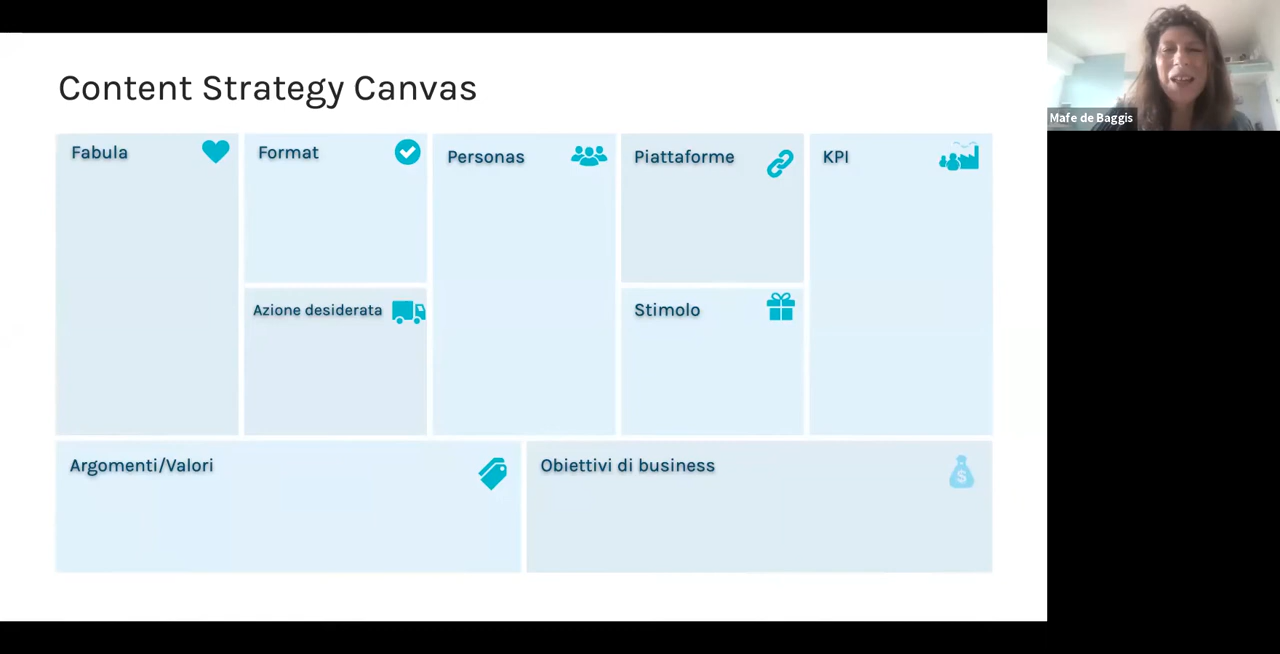 Content Strategy Canvas
Mafe de Baggis
Fabula
Format
Personas
Piattaforme
KPI
Azione desiderata
Stimolo
Argomenti/Valori
Obiettivi di business
$